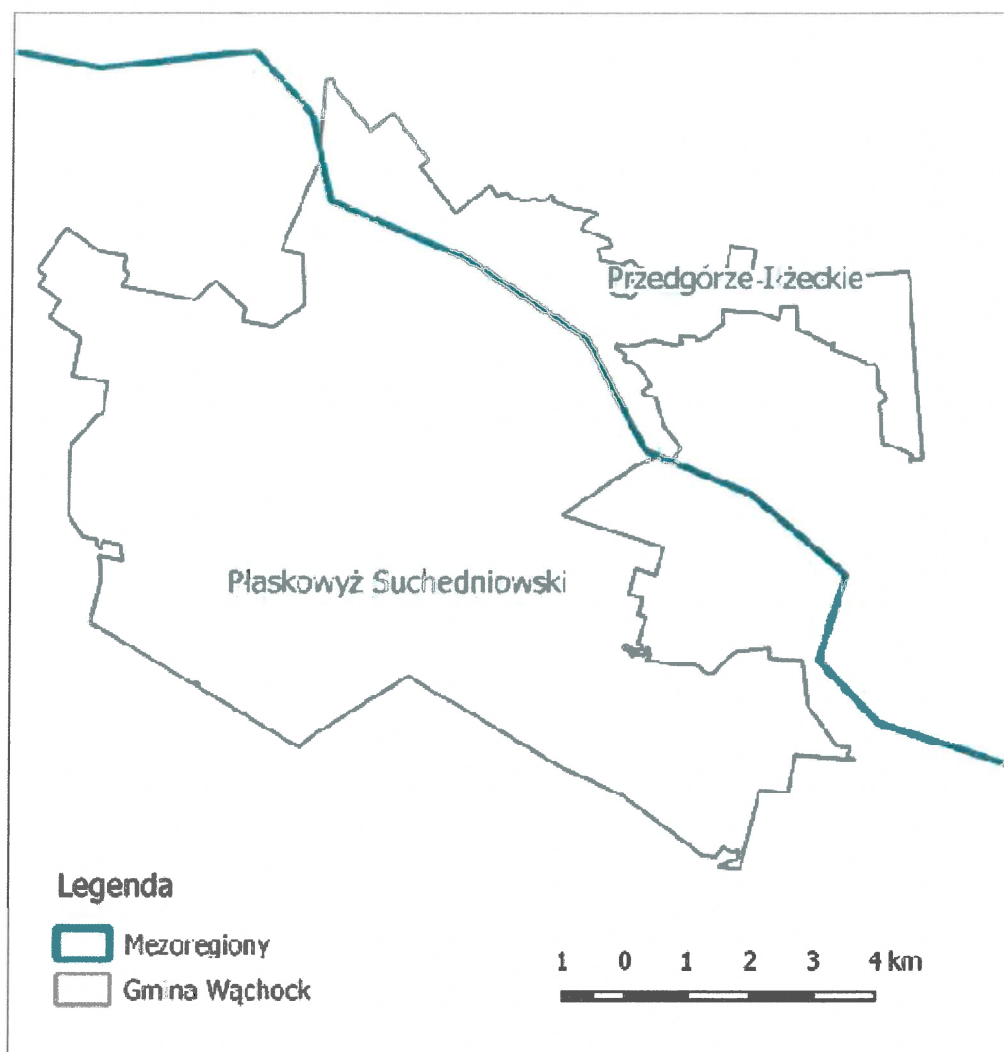 Przedgórze Iłżeckie
Płaskowyż Suchedniowski
Legenda
Mezoregiony
Gmina Wąchock
1 0 1 2 3 4 km